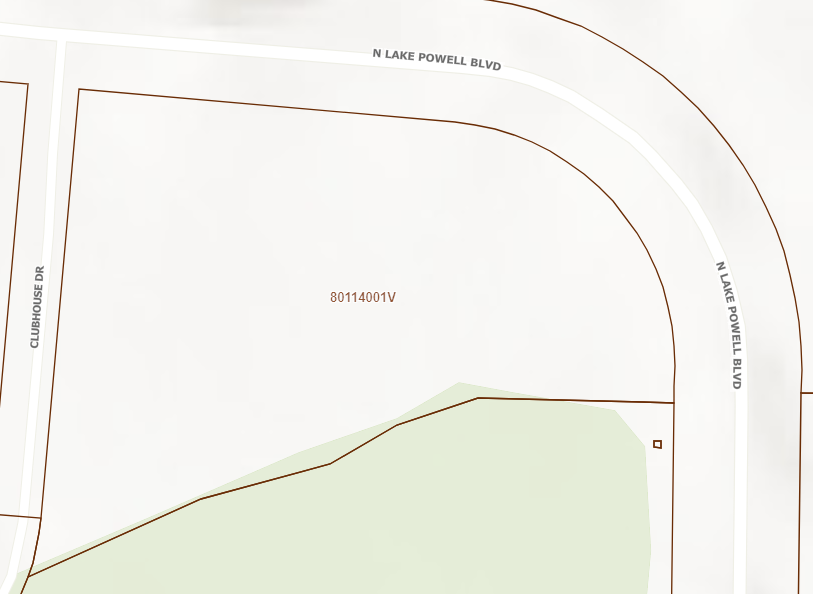 N LAKE POWELL BLVD
N LAKE POWELL BLVD
CLUBHOUSE DR
80114001V